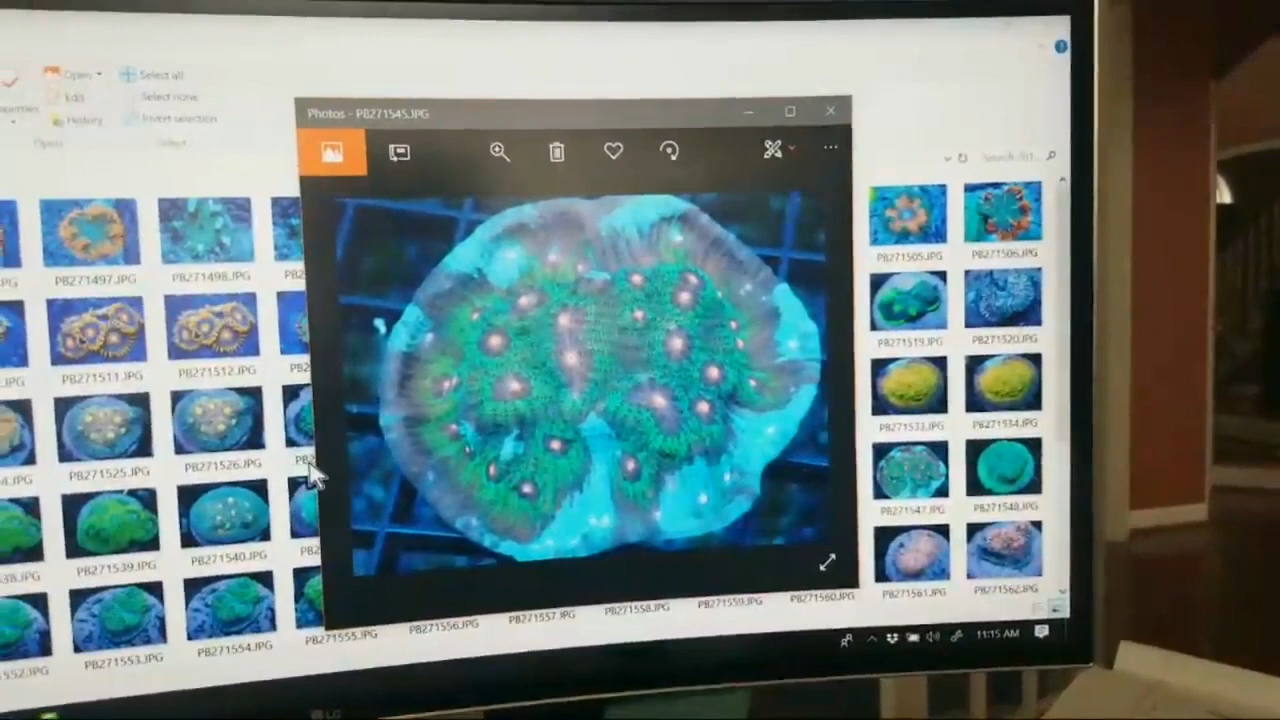 Open
Select all
Edit
Select none
History
Invert selection
Open
Select
Photos - PB271545.JPG
PB271497.JPG
PB271498.JPG
PB271505.JPG
PB271506.JPG
PB271511.JPG
PB271512.JPG
PB271519.JPG
PB271520.JPG
PB271525.JPG
PB271526.JPG
PB271533.JPG
PB271534.JPG
PB271539.JPG
PB271540.JPG
PB271547.JPG
PB271548.JPG
PB271553.JPG
PB271554.JPG
PB271555.JPG
PB271556.JPG
PB271557.JPG
PB271558.JPG
PB271559.JPG
PB271560.JPG
PB271561.JPG
PB271562.JPG
11:15 AM
LG